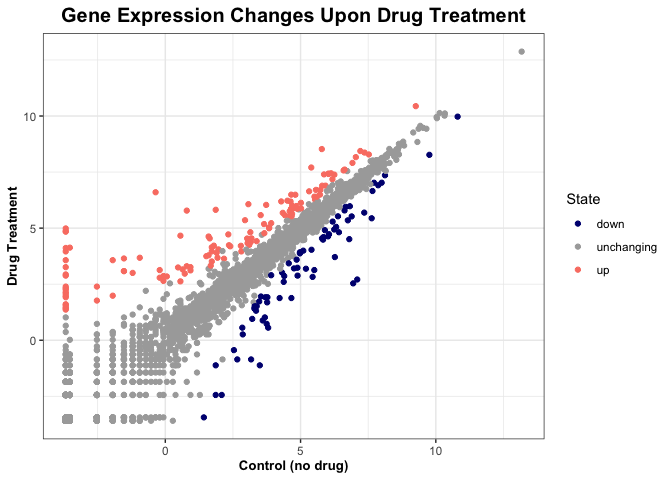 Gene Expression Changes Upon Drug Treatment
Drug Treatment
10
5
0
0
5
10
Control (no drug)
State
down
unchanging
up